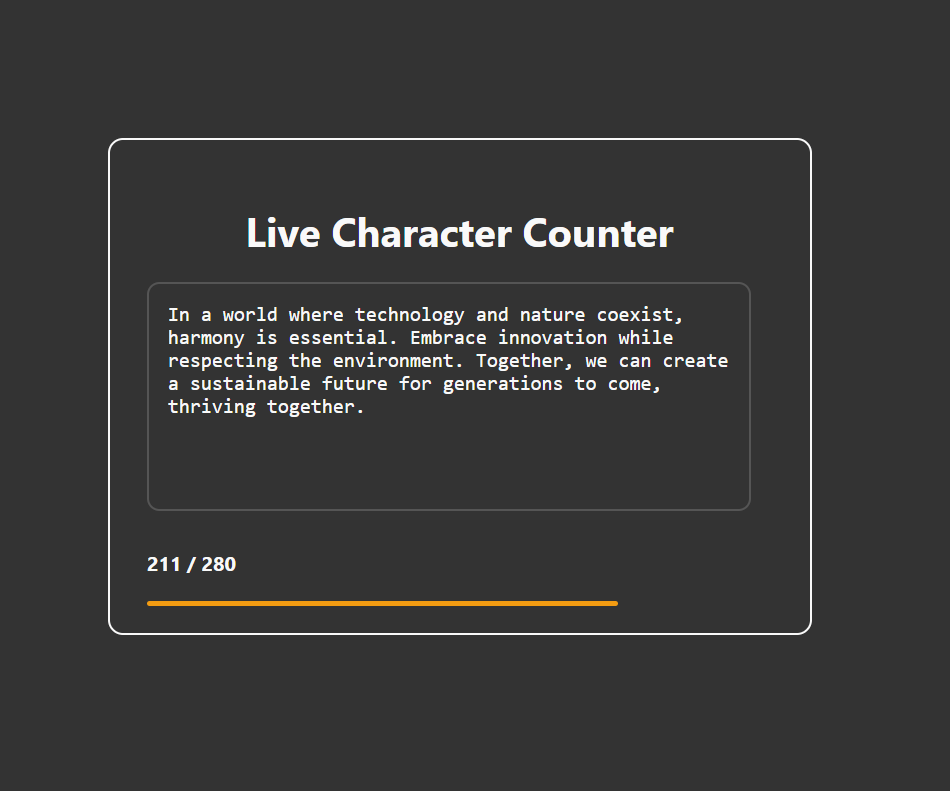 Live Character Counter
In a world where technology and nature coexist,
harmony is essential. Embrace innovation while
respecting the environment. Together, we can create
a sustainable future for generations to come,
thriving together.
211 / 280